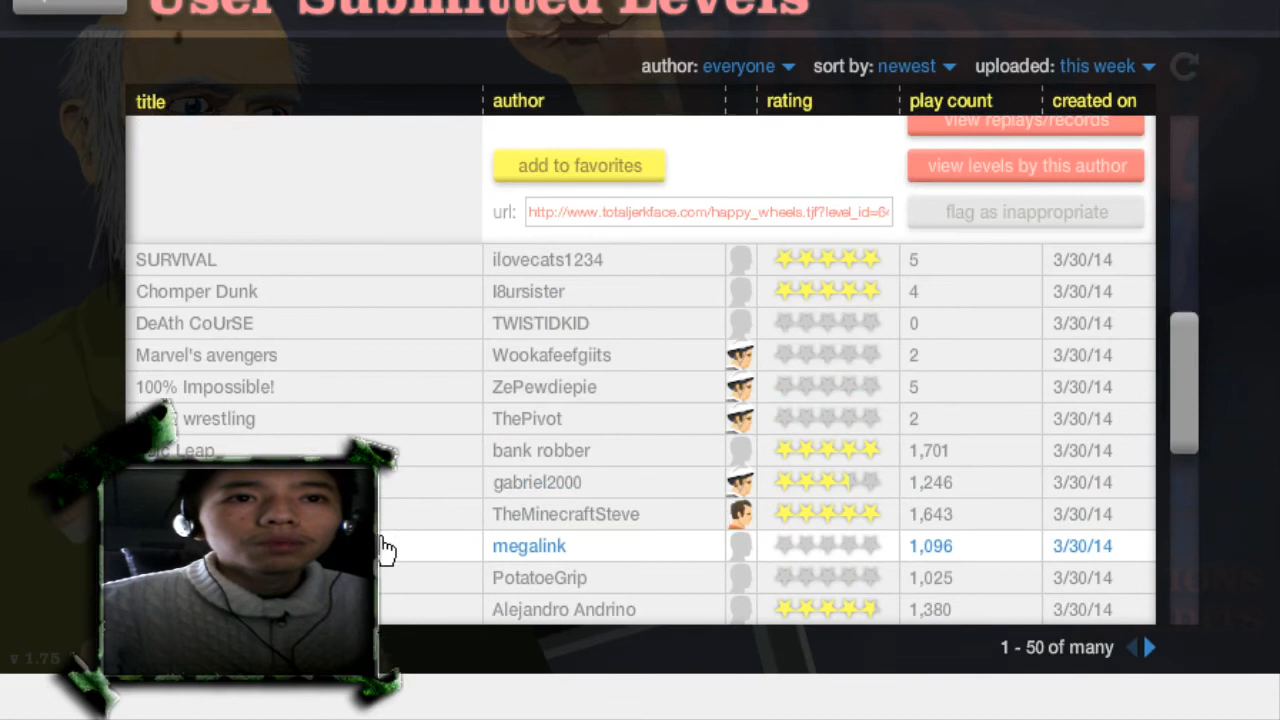 User Submitted Levels
author: everyone sort by: newest uploaded: this week
title author rating play count created on
view replays/records
add to favorites view levels by this author
url: http://www.totaljerkface.com/happy_wheels.tjf?level_id=6 flag as inappropriate
SURVIVAL ilovecats1234 5 3/30/14
Chomper Dunk l8ursister 4 3/30/14
DeAth CoUrSE TWISTIDKID 0 3/30/14
Marvel's avengers Wookafeefgiits 2 3/30/14
100% Impossible! ZePewdiepie 5 3/30/14
wrestling ThePivot 2 3/30/14
Leap bank robber 1,701 3/30/14
gabriel2000 1,246 3/30/14
TheMinecraftSteve 1,643 3/30/14
megalink 1,096 3/30/14
PotatoeGrip 1,025 3/30/14
Alejandro Andrino 1,380 3/30/14
v 1.75 1 - 50 of many